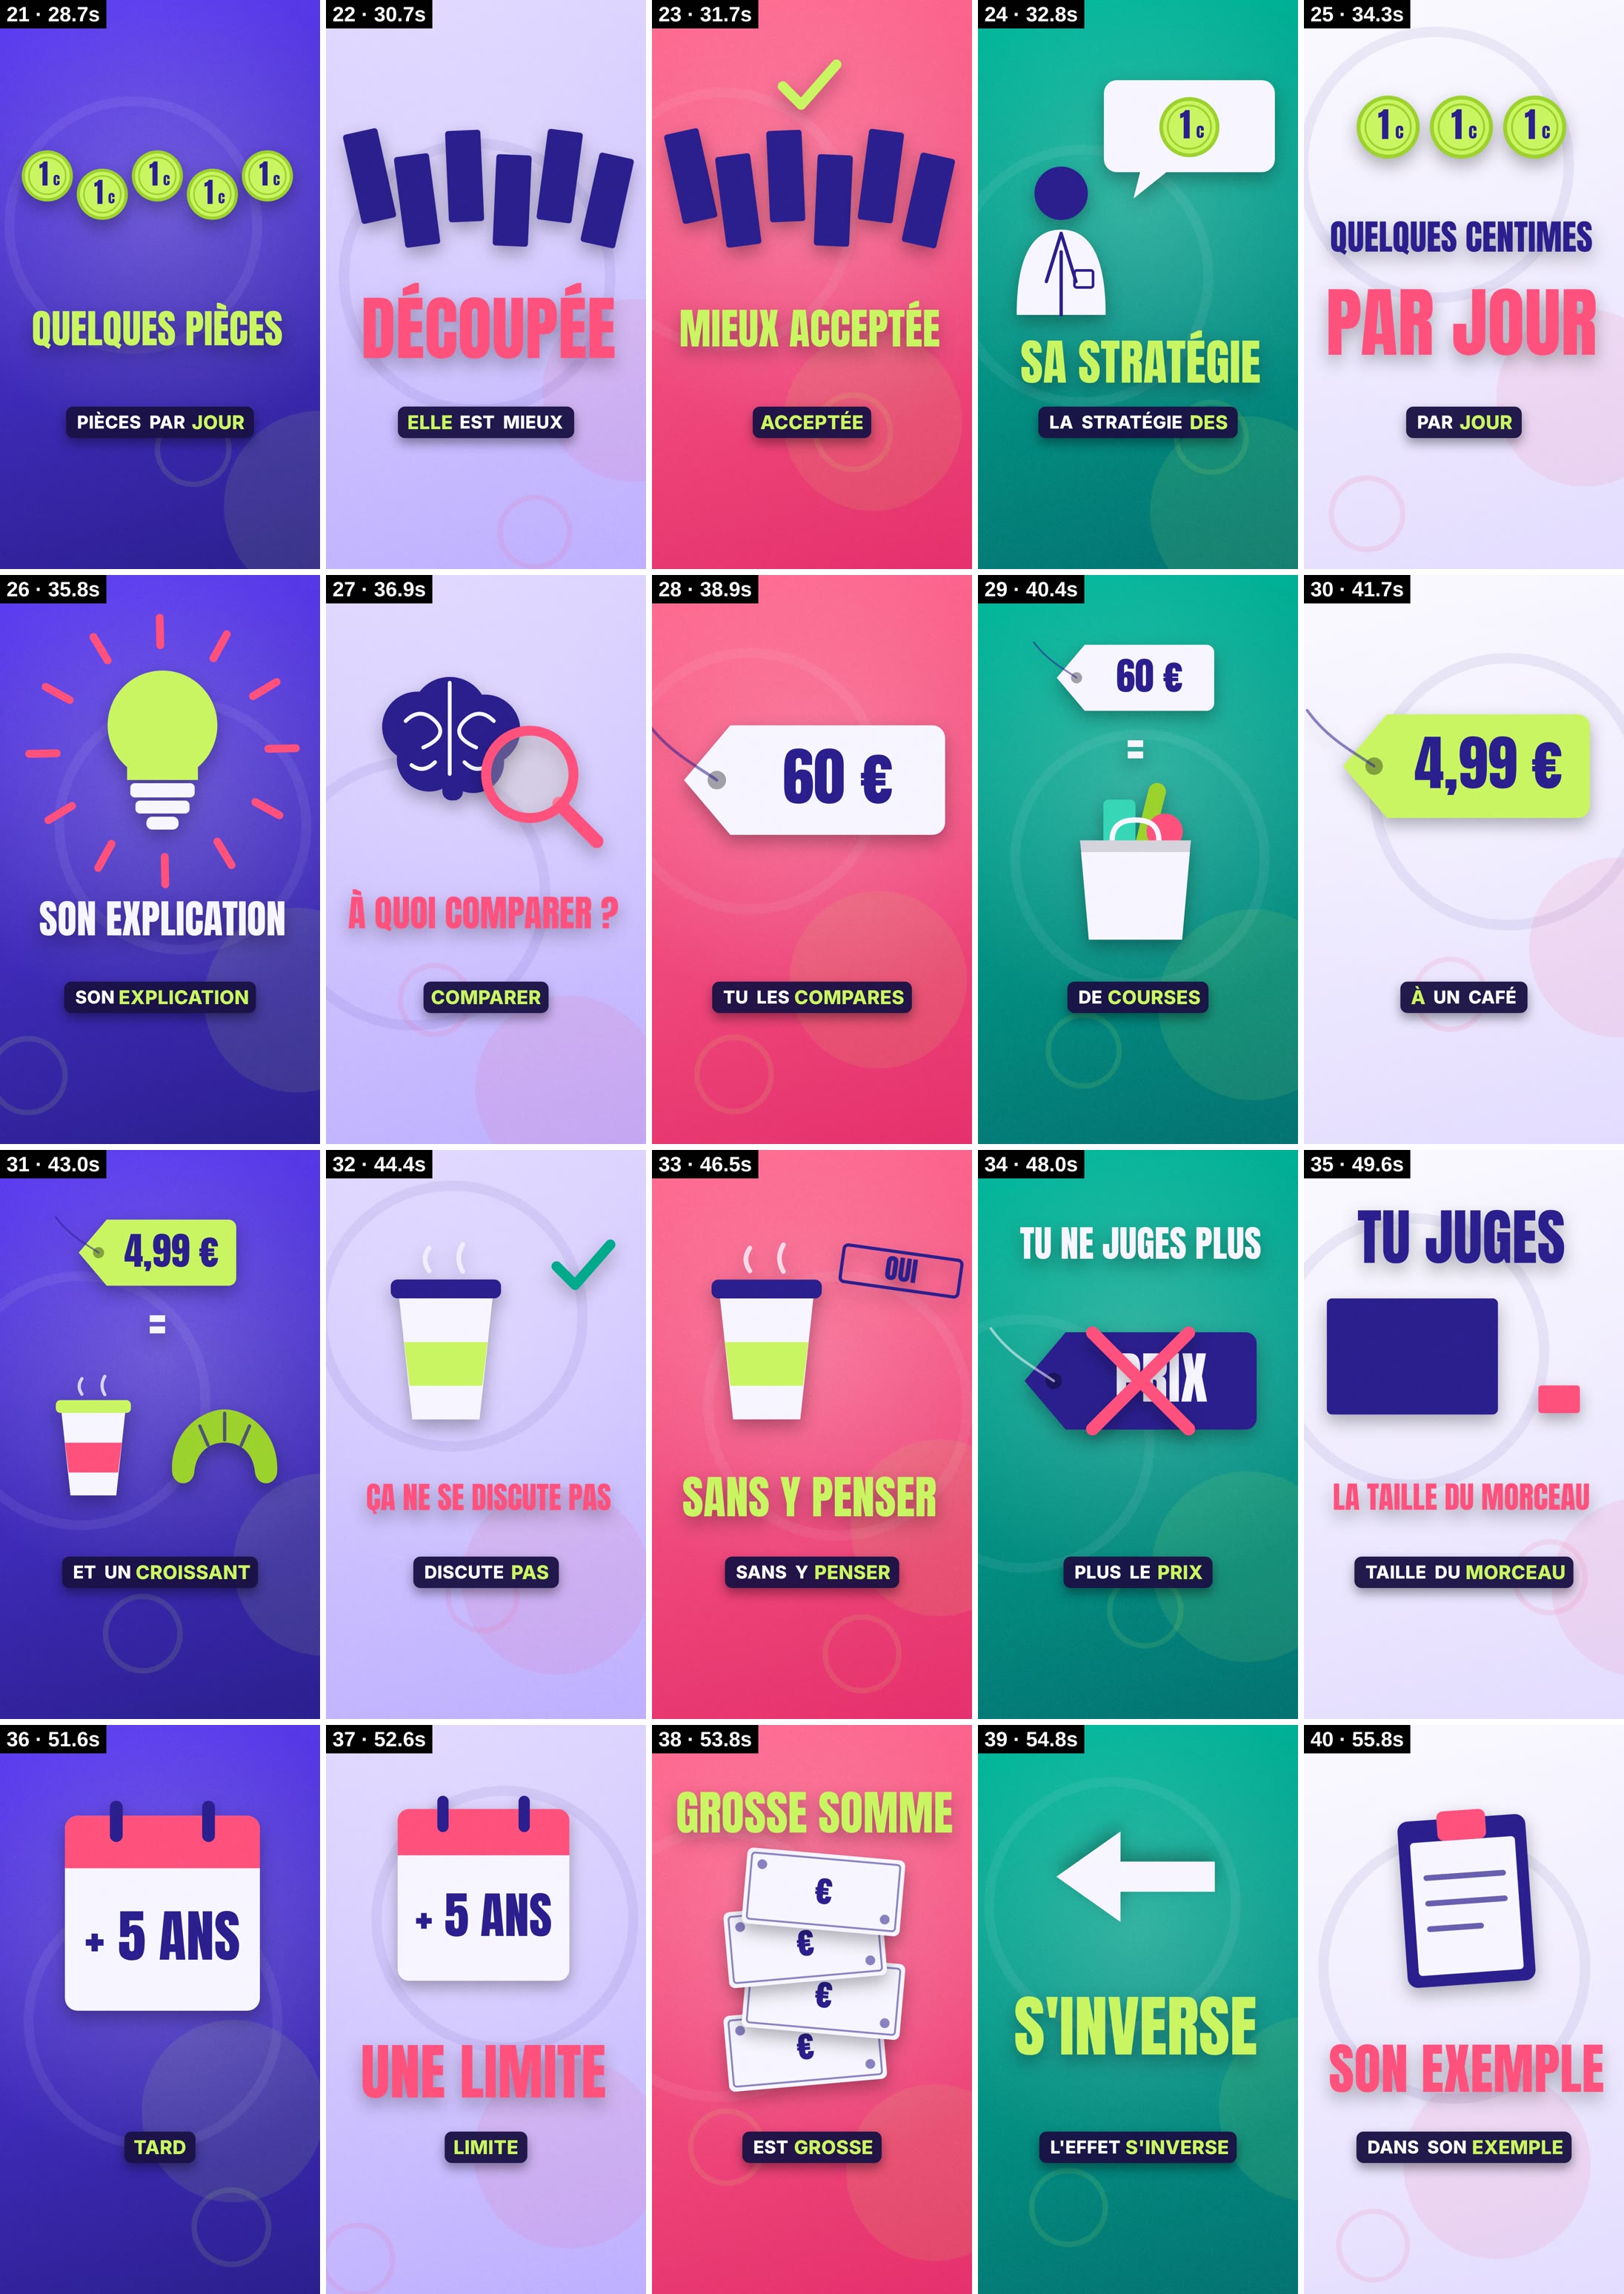 21 · 28.7s
1c 1c 1c 1c 1c
QUELQUES PIÈCES
PIÈCES PAR JOUR
22 · 30.7s
DÉCOUPÉE
ELLE EST MIEUX
23 · 31.7s
MIEUX ACCEPTÉE
ACCEPTÉE
24 · 32.8s
1c
SA STRATÉGIE
LA STRATÉGIE DES
25 · 34.3s
1c 1c 1c
QUELQUES CENTIMES
PAR JOUR
PAR JOUR
26 · 35.8s
SON EXPLICATION
SON EXPLICATION
27 · 36.9s
À QUOI COMPARER ?
COMPARER
28 · 38.9s
60 €
TU LES COMPARES
29 · 40.4s
60 €
=
DE COURSES
30 · 41.7s
4,99 €
À UN CAFÉ
31 · 43.0s
4,99 €
=
ET UN CROISSANT
32 · 44.4s
ÇA NE SE DISCUTE PAS
DISCUTE PAS
33 · 46.5s
OUI
SANS Y PENSER
SANS Y PENSER
34 · 48.0s
TU NE JUGES PLUS
PRIX
PLUS LE PRIX
35 · 49.6s
TU JUGES
LA TAILLE DU MORCEAU
TAILLE DU MORCEAU
36 · 51.6s
+ 5 ANS
TARD
37 · 52.6s
+ 5 ANS
UNE LIMITE
LIMITE
38 · 53.8s
GROSSE SOMME
€
€
€
€
EST GROSSE
39 · 54.8s
S'INVERSE
L'EFFET S'INVERSE
40 · 55.8s
SON EXEMPLE
DANS SON EXEMPLE